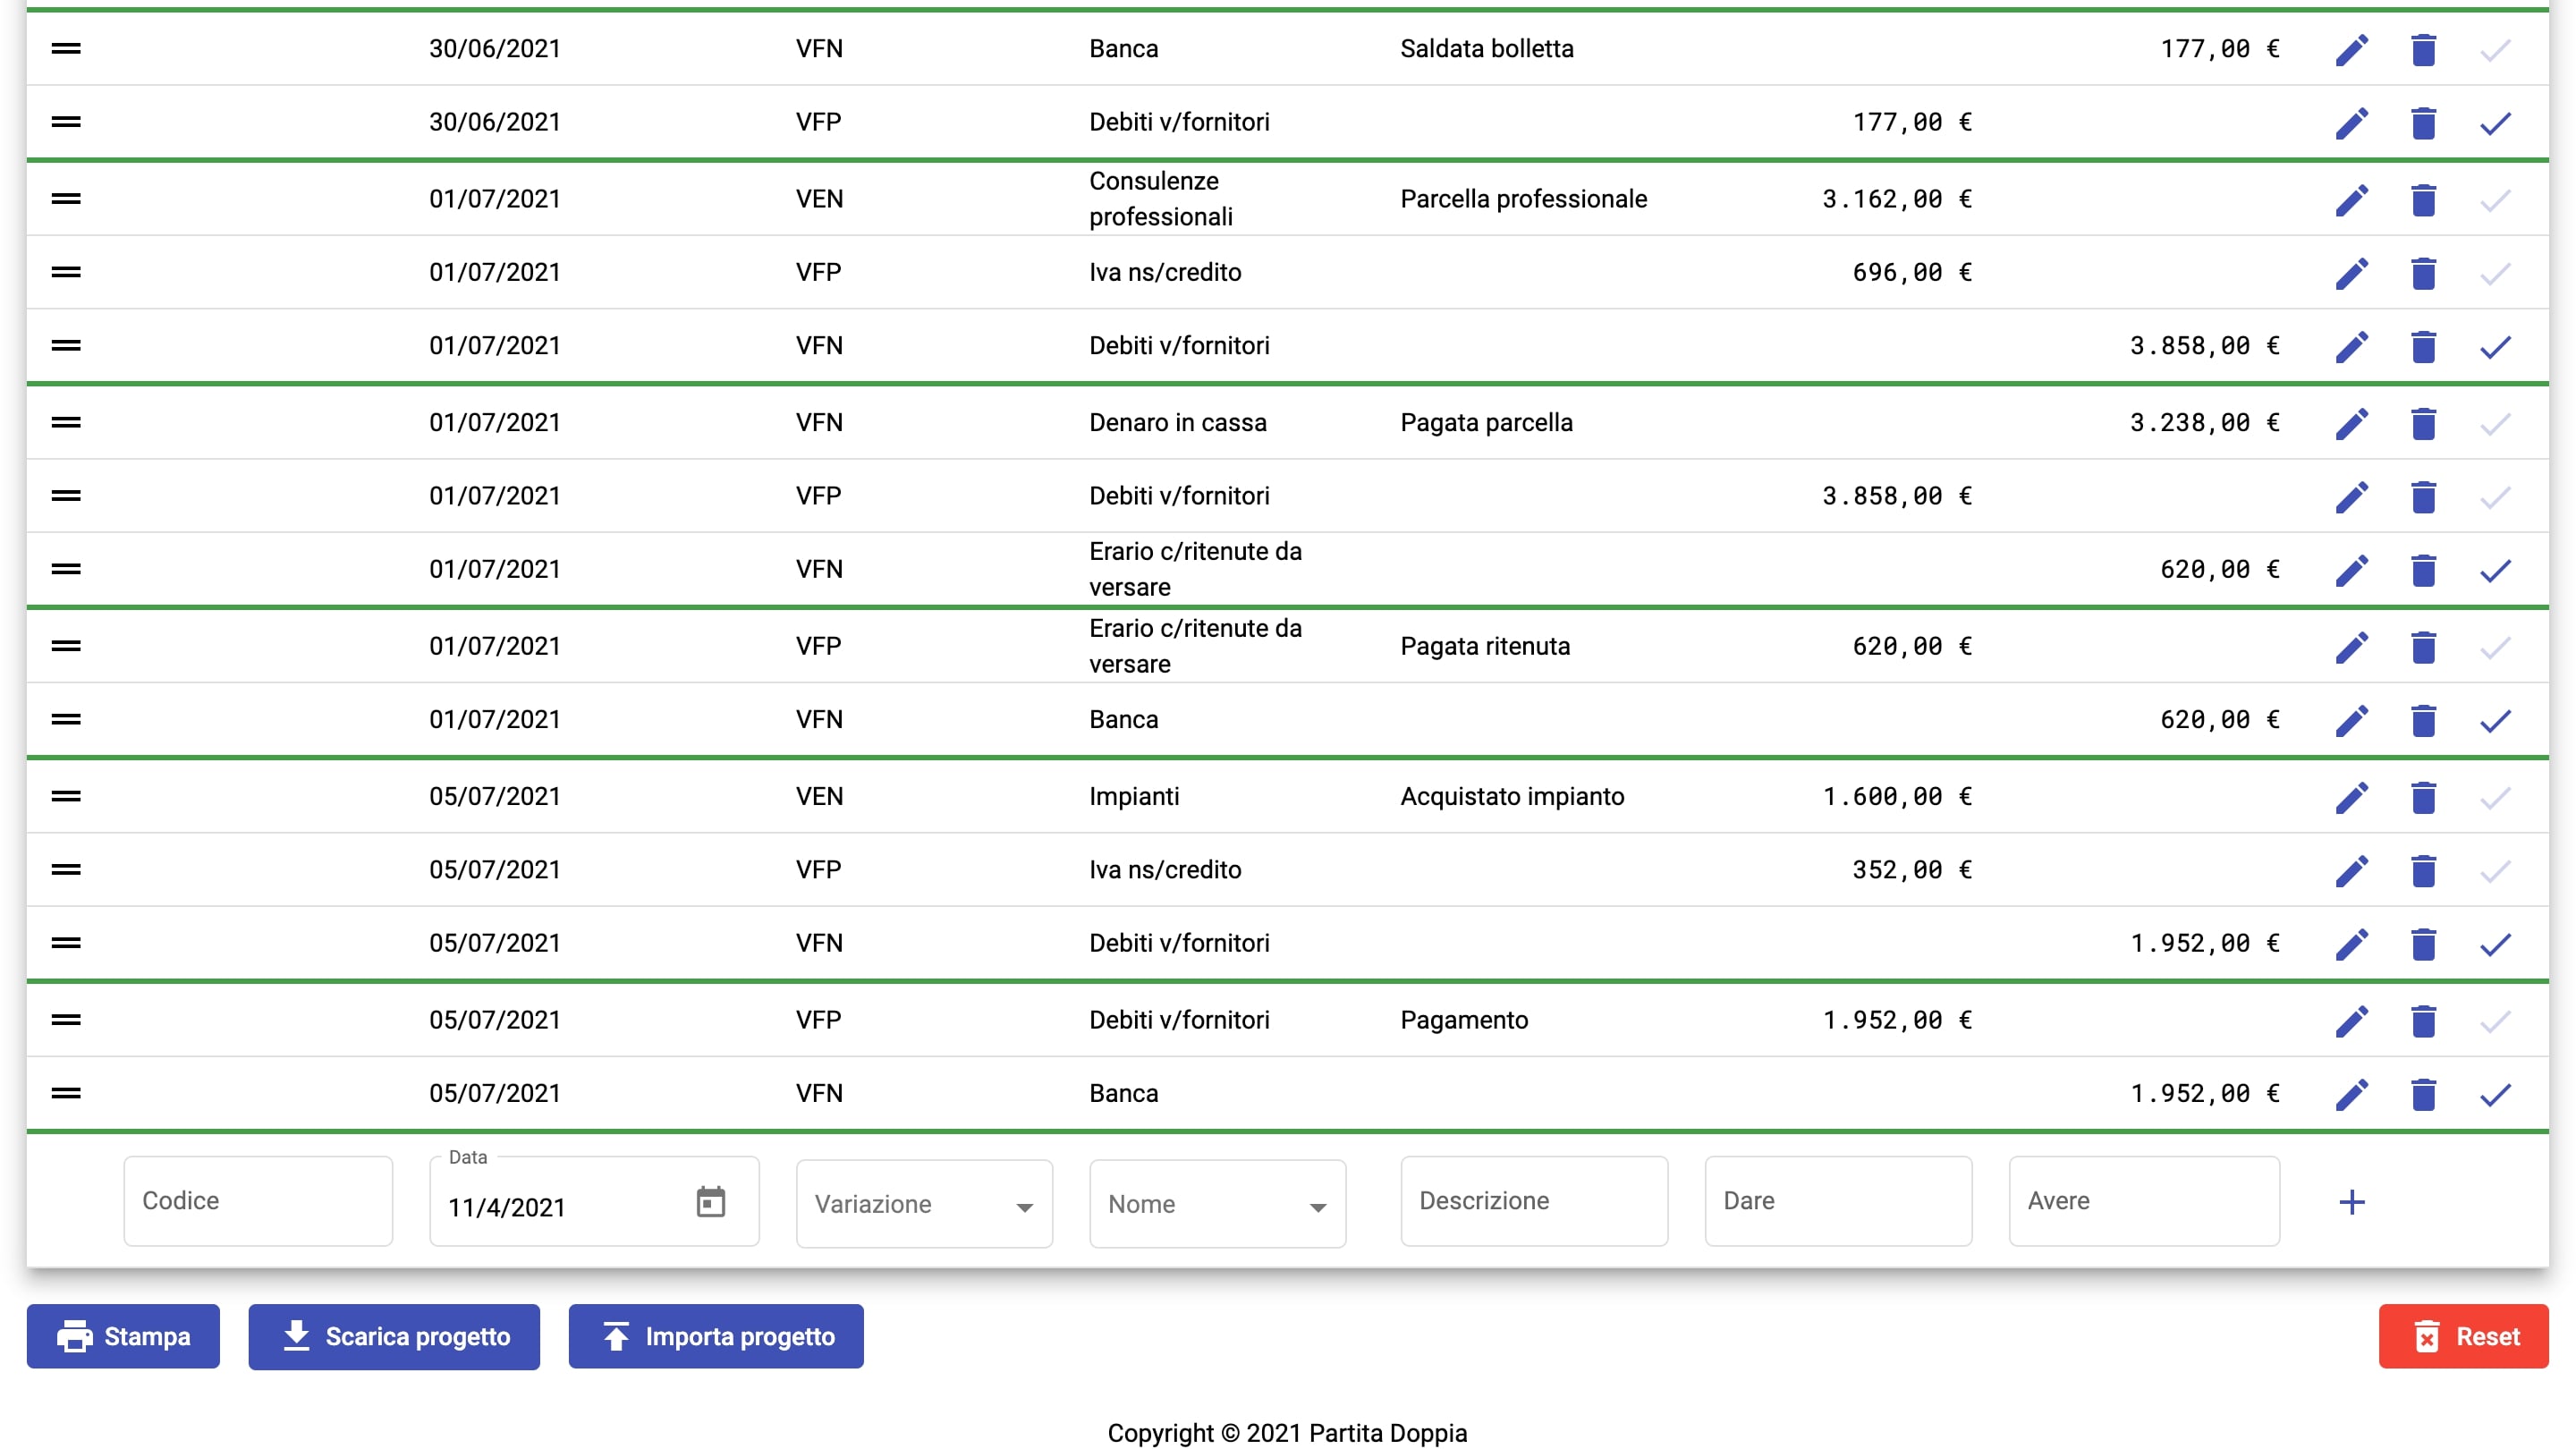 30/06/2021 VFN Banca Saldata bolletta 177,00 €
30/06/2021 VFP Debiti v/fornitori 177,00 €
01/07/2021 VEN Consulenze professionali Parcella professionale 3.162,00 €
01/07/2021 VFP Iva ns/credito 696,00 €
01/07/2021 VFN Debiti v/fornitori 3.858,00 €
01/07/2021 VFN Denaro in cassa Pagata parcella 3.238,00 €
01/07/2021 VFP Debiti v/fornitori 3.858,00 €
01/07/2021 VFN Erario c/ritenute da versare 620,00 €
01/07/2021 VFP Erario c/ritenute da versare Pagata ritenuta 620,00 €
01/07/2021 VFN Banca 620,00 €
05/07/2021 VEN Impianti Acquistato impianto 1.600,00 €
05/07/2021 VFP Iva ns/credito 352,00 €
05/07/2021 VFN Debiti v/fornitori 1.952,00 €
05/07/2021 VFP Debiti v/fornitori Pagamento 1.952,00 €
05/07/2021 VFN Banca 1.952,00 €
Data
Codice 11/4/2021 Variazione Nome Descrizione Dare Avere
Stampa Scarica progetto Importa progetto Reset
Copyright © 2021 Partita Doppia